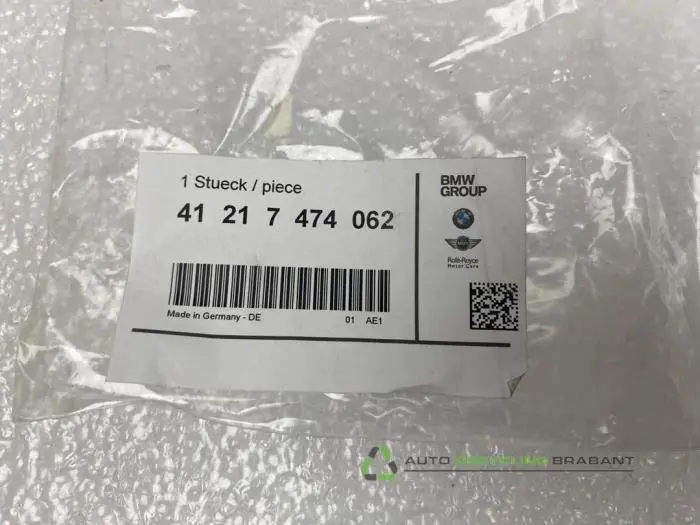 1 Stueck / piece
41 21 7 474 062
Made in Germany - DE 01 AE1
BMW
GROUP
Rolls-Royce
Motor Cars
AUTO RECYCLING BRABANT